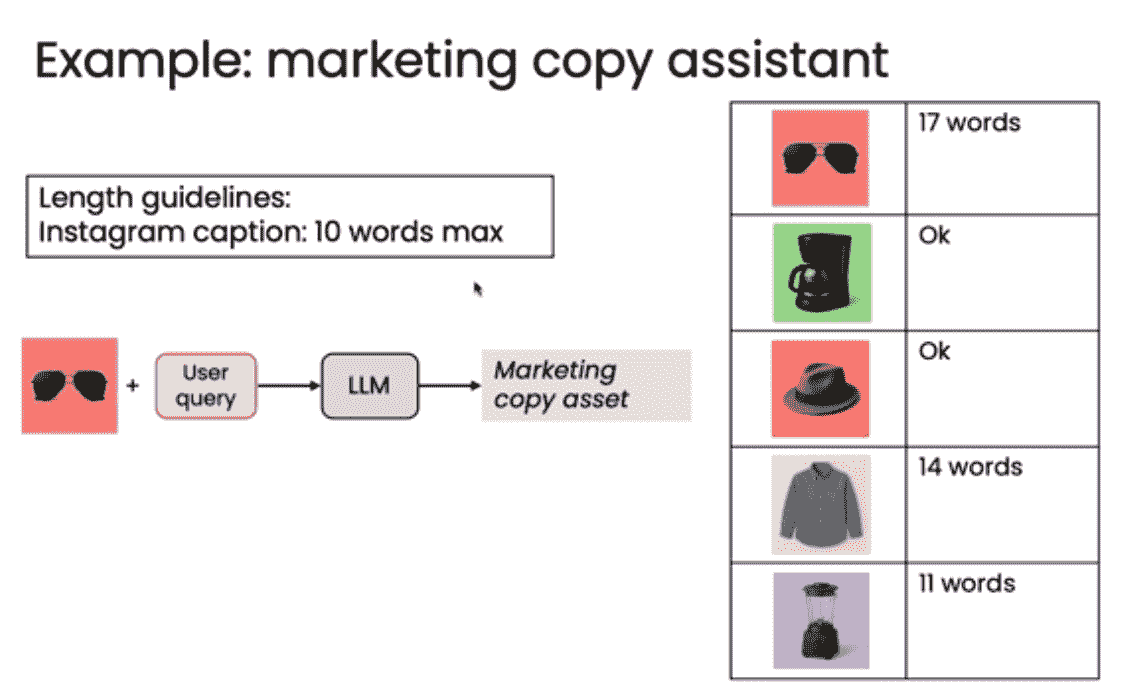 Example: marketing copy assistant
Length guidelines:
Instagram caption: 10 words max
+
User
query
LLM
Marketing
copy asset
17 words
Ok
Ok
14 words
11 words